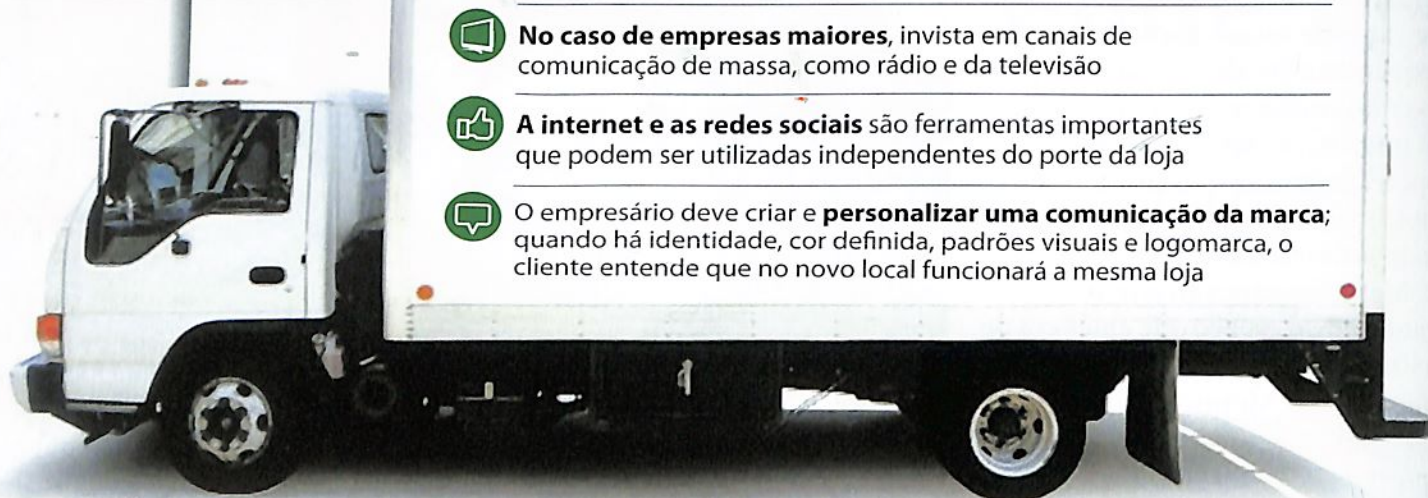 No caso de empresas maiores, invista em canais de
comunicação de massa, como rádio e da televisão
A internet e as redes sociais são ferramentas importantes
que podem ser utilizadas independentes do porte da loja
O empresário deve criar e personalizar uma comunicação da marca;
quando há identidade, cor definida, padrões visuais e logomarca, o
cliente entende que no novo local funcionará a mesma loja